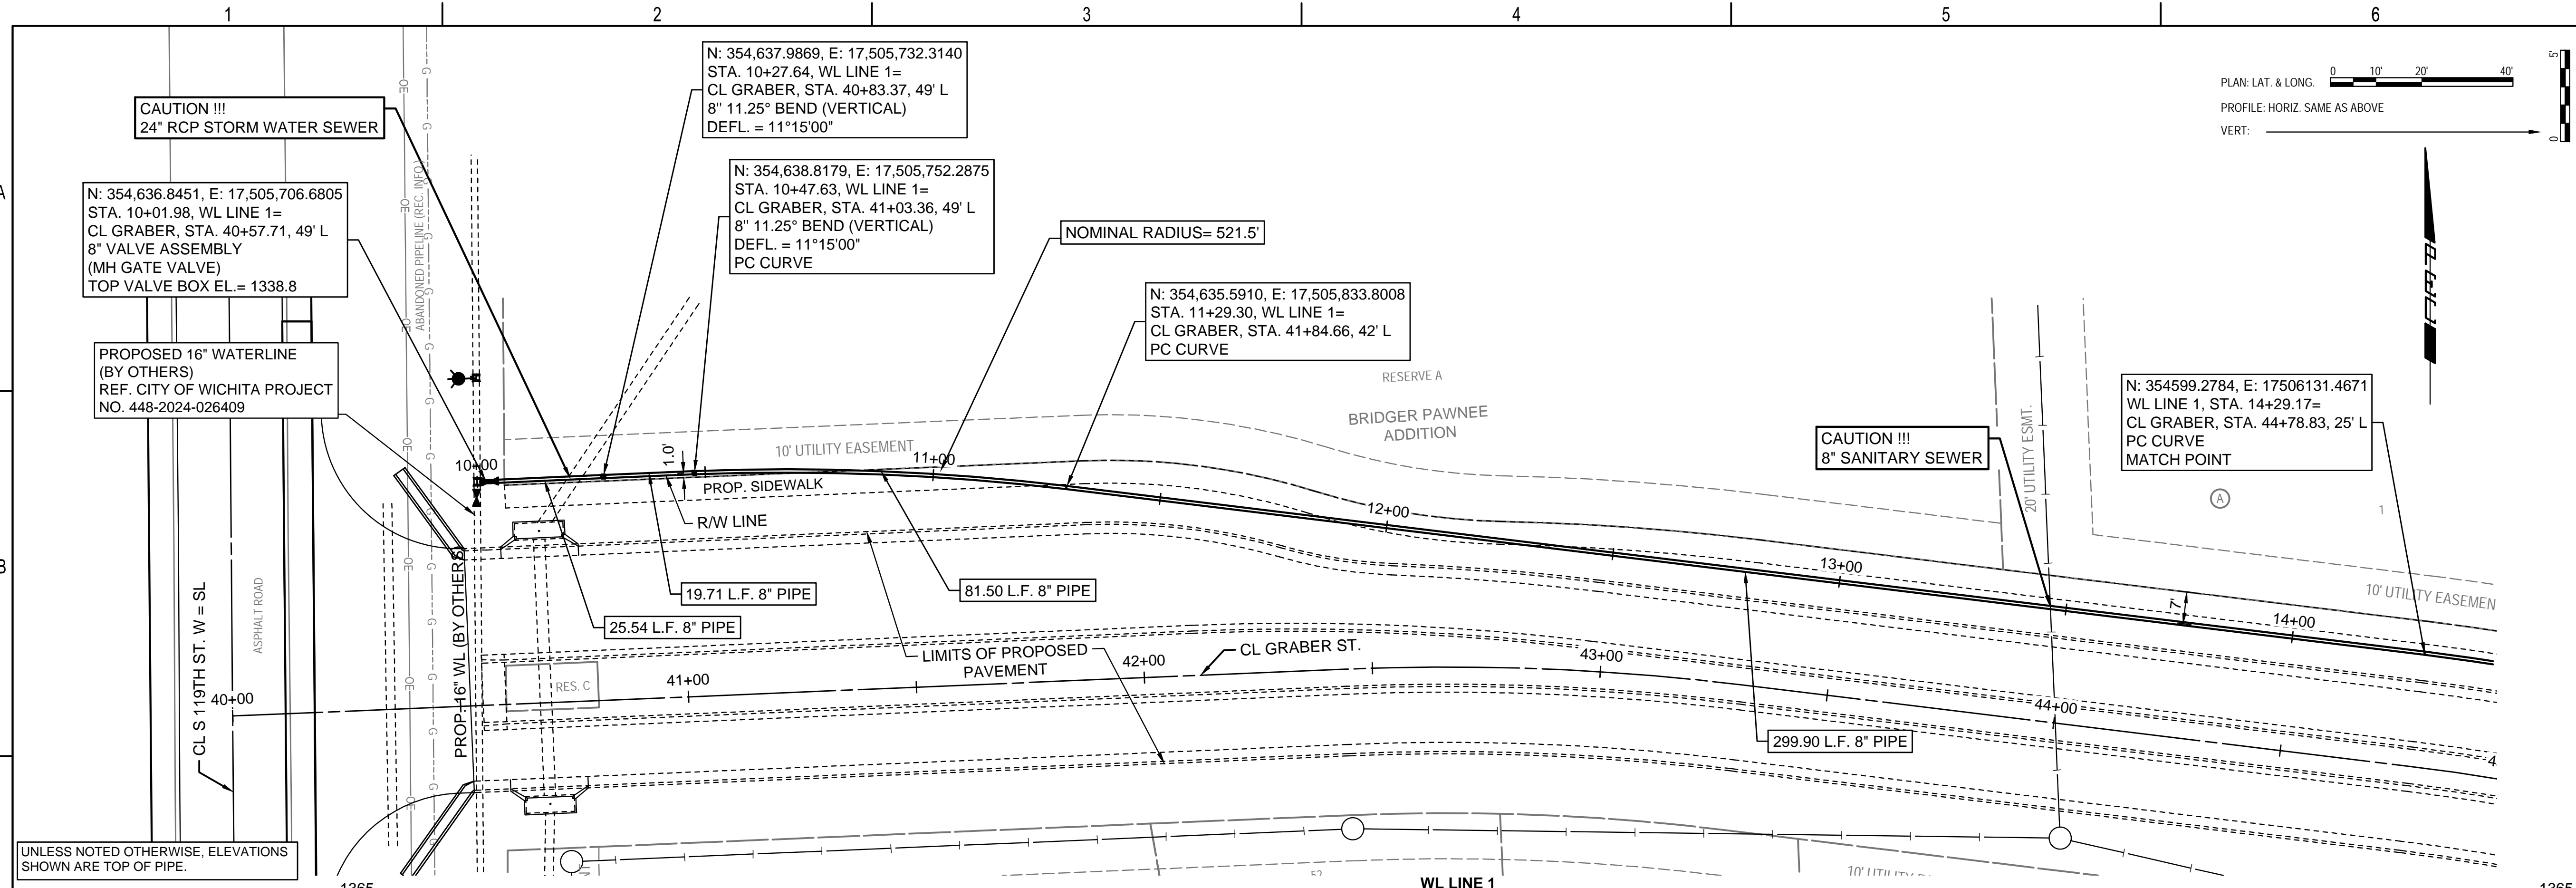 1
2
3
4
5
6
N: 354,637.9869, E: 17,505,732.3140
STA. 10+27.64, WL LINE 1=
CL GRABER, STA. 40+83.37, 49' L
8" 11.25° BEND (VERTICAL)
DEFL. = 11°15'00"
PLAN: LAT. & LONG.
0
10'
20'
40'
PROFILE: HORIZ. SAME AS ABOVE
VERT:
0
5'
CAUTION !!!
24" RCP STORM WATER SEWER
N: 354,638.8179, E: 17,505,752.2875
STA. 10+47.63, WL LINE 1=
CL GRABER, STA. 41+03.36, 49' L
8" 11.25° BEND (VERTICAL)
DEFL. = 11°15'00"
PC CURVE
A
N: 354,636.8451, E: 17,505,706.6805
STA. 10+01.98, WL LINE 1=
CL GRABER, STA. 40+57.71, 49' L
8" VALVE ASSEMBLY
(MH GATE VALVE)
TOP VALVE BOX EL.= 1338.8
OE
OE
OE
OE
OE
OE
OE
G
G
G
G
G
G
G
G
G
G
ABANDONED PIPELINE (REC. INFO.)
NOMINAL RADIUS= 521.5'
N: 354,635.5910, E: 17,505,833.8008
STA. 11+29.30, WL LINE 1=
CL GRABER, STA. 41+84.66, 42' L
PC CURVE
PROPOSED 16" WATERLINE
(BY OTHERS)
REF. CITY OF WICHITA PROJECT
NO. 448-2024-026409
RESERVE A
BRIDGER PAWNEE
ADDITION
N: 354599.2784, E: 17506131.4671
WL LINE 1, STA. 14+29.17=
CL GRABER, STA. 44+78.83, 25' L
PC CURVE
MATCH POINT
CAUTION !!!
8" SANITARY SEWER
20' UTILITY ESMT.
A
1
10+00
1.0'
10' UTILITY EASEMENT
11+00
PROP. SIDEWALK
R/W LINE
12+00
13+00
14+00
7'
10' UTILITY EASEMEN
B
19.71 L.F. 8" PIPE
81.50 L.F. 8" PIPE
25.54 L.F. 8" PIPE
CL S 119TH ST. W = SL
ASPHALT ROAD
PROP. 16" WL (BY OTHERS)
LIMITS OF PROPOSED
PAVEMENT
CL GRABER ST.
RES. C
40+00
41+00
42+00
43+00
44+00
4
299.90 L.F. 8" PIPE
UNLESS NOTED OTHERWISE, ELEVATIONS
SHOWN ARE TOP OF PIPE.
1365
52
WL LINE 1
1365